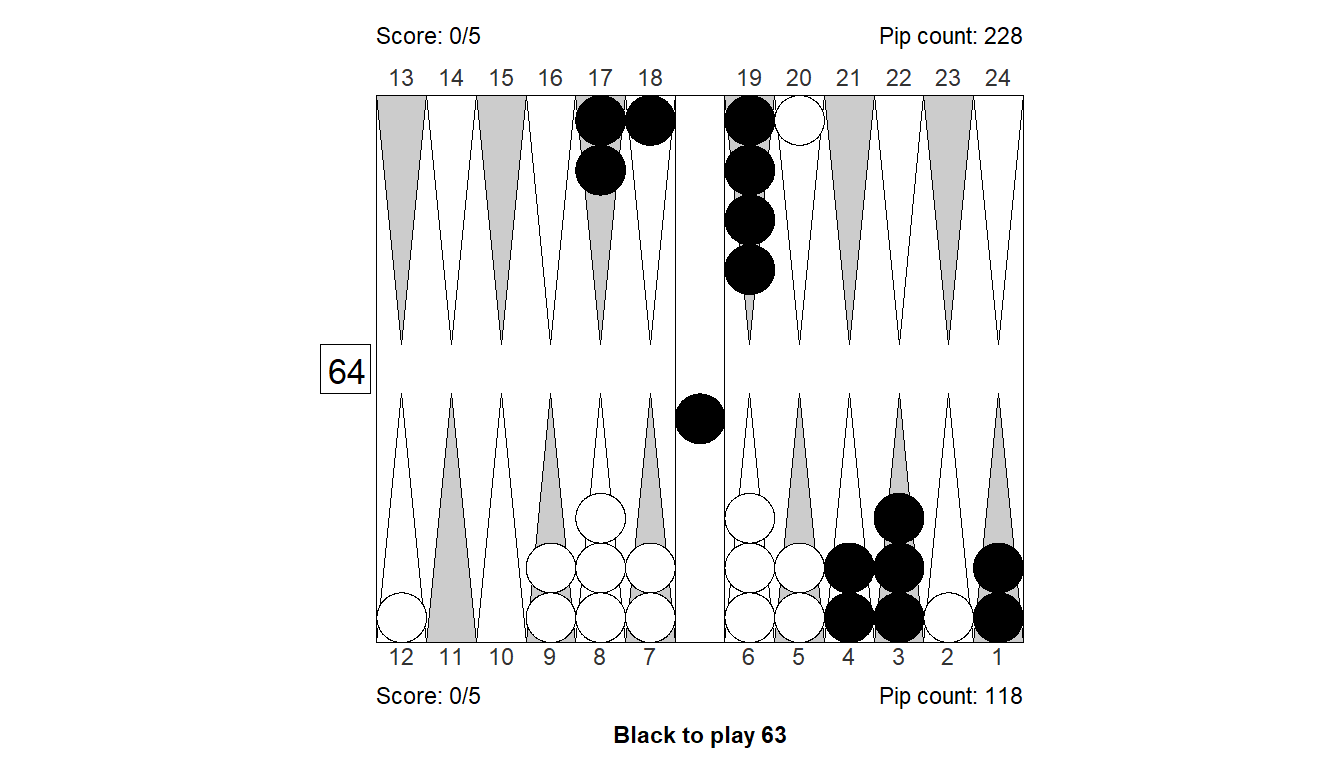 Score: 0/5 Pip count: 228
13 14 15 16 17 18 19 20 21 22 23 24
64
12 11 10 9 8 7 6 5 4 3 2 1
Score: 0/5 Pip count: 118
Black to play 63